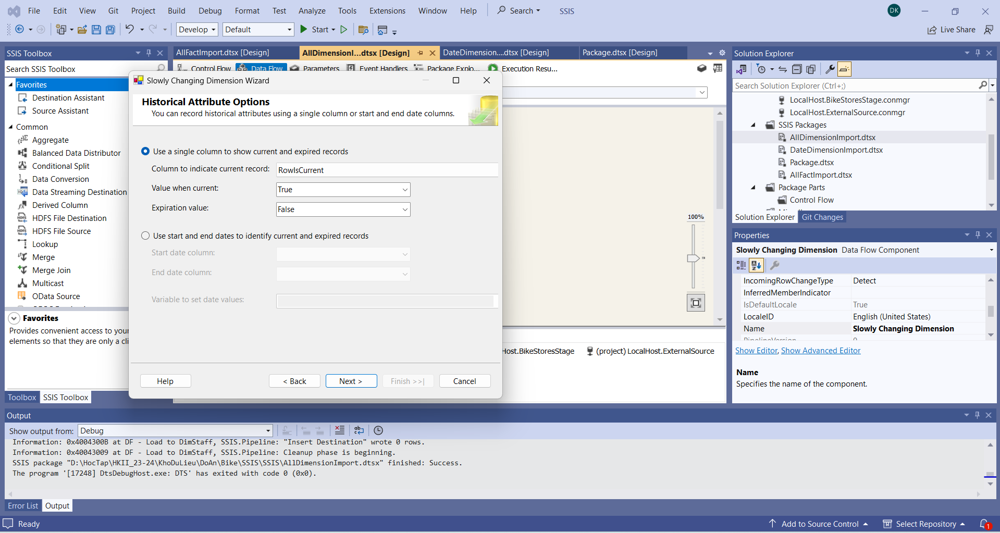 File Edit View Git Project Build Debug Format Test Analyze Tools Extensions Window Help Search SSIS DK
Develop Default Start Live Share
SSIS Toolbox
Search SSIS Toolbox
Favorites
Destination Assistant
Source Assistant
Common
Aggregate
Balanced Data Distributor
Conditional Split
Data Conversion
Data Streaming Destination
Derived Column
HDFS File Destination
HDFS File Source
Lookup
Merge
Merge Join
Multicast
OData Source
Favorites
Provides convenient access to your
elements so that they are only a cli
Toolbox SSIS Toolbox
AllFactImport.dtsx [Design] AllDimensionI...dtsx [Design] DateDimension....dtsx [Design] Package.dtsx [Design]
Control Flow Data Flow Parameters Event Handlers Package Explo... Execution Resu...
Slowly Changing Dimension Wizard
Historical Attribute Options
You can record historical attributes using a single column or start and end date columns.
Use a single column to show current and expired records
Column to indicate current record: RowIsCurrent
Value when current: True
Expiration value: False
Use start and end dates to identify current and expired records
Start date column:
End date column:
Variable to set date values:
Help < Back Next > Finish >>| Cancel
100%
Host.BikeStoresStage (project) LocalHost.ExternalSource
Solution Explorer
Search Solution Explorer (Ctrl+;)
LocalHost.BikeStoresStage.conmgr
LocalHost.ExternalSource.conmgr
SSIS Packages
AllDimensionImport.dtsx
DateDimensionImport.dtsx
Package.dtsx
AllFactImport.dtsx
Package Parts
Control Flow
Solution Explorer Git Changes
Properties
Slowly Changing Dimension Data Flow Component
IncomingRowChangeType Detect
InferredMemberIndicator
IsDefaultLocale True
LocaleID English (United States)
Name Slowly Changing Dimension
PipelineVersion 0
Show Editor, Show Advanced Editor
Name
Specifies the name of the component.
Output
Show output from: Debug
Information: 0x4004300B at DF - Load to DimStaff, SSIS.Pipeline: "Insert Destination" wrote 0 rows.
Information: 0x40043009 at DF - Load to DimStaff, SSIS.Pipeline: Cleanup phase is beginning.
SSIS package "D:\HocTap\HKII_23-24\KhoDuLieu\DoAn\Bike\SSIS\SSIS\AllDimensionImport.dtsx" finished: Success.
The program '[17248] DtsDebugHost.exe: DTS' has exited with code 0 (0x0).
Error List Output
Ready Add to Source Control Select Repository 1